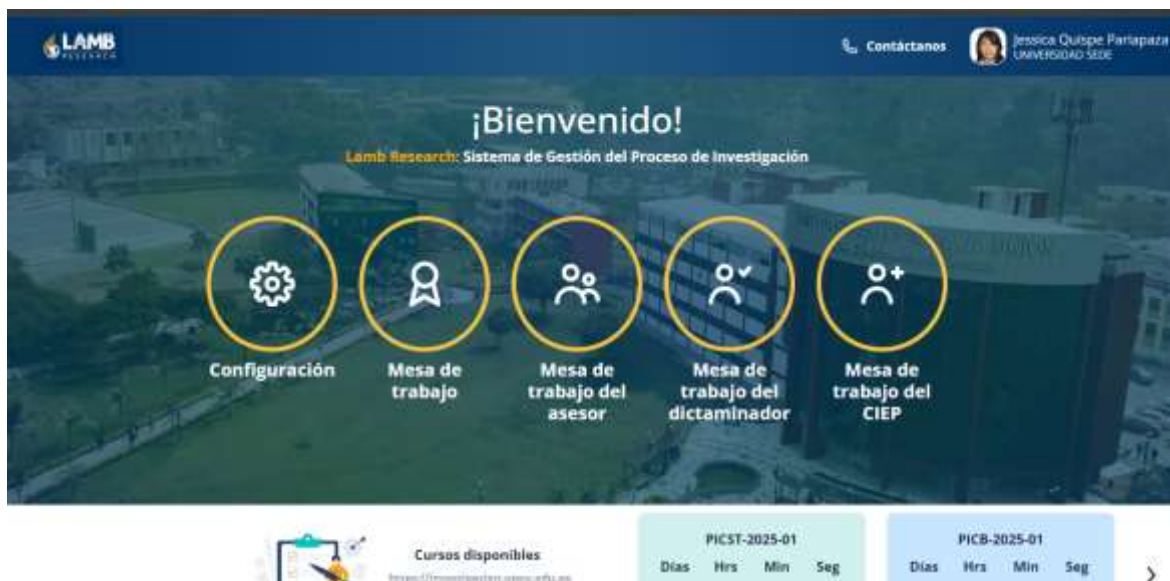 LAMB
RESEARCH
Contáctanos
Jessica Quispe Pariapaza
UNIVERSIDAD SEDE
¡Bienvenido!
Lamb Research: Sistema de Gestión del Proceso de Investigación
Configuración
Mesa de
trabajo
Mesa de
trabajo del
asesor
Mesa de
trabajo del
dictaminador
Mesa de
trabajo del
CIEP
Cursos disponibles
PICST-2025-01
Días Hrs Min Seg
PICB-2025-01
Días Hrs Min Seg